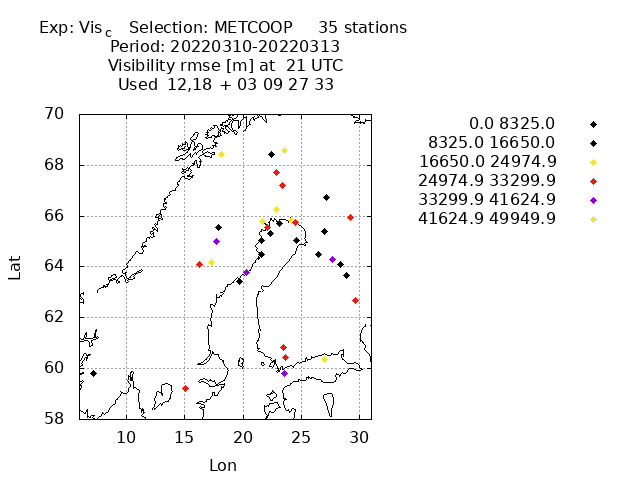 Exp: Vis c Selection: METCOOP 35 stations
Period: 20220310-20220313
Visibility rmse [m] at 21 UTC
Used 12,18 + 03 09 27 33
0.0 8325.0
8325.0 16650.0
16650.0 24974.9
24974.9 33299.9
33299.9 41624.9
41624.9 49949.9
70
68
66
64
62
60
58
Lat
10 15 20 25 30
Lon